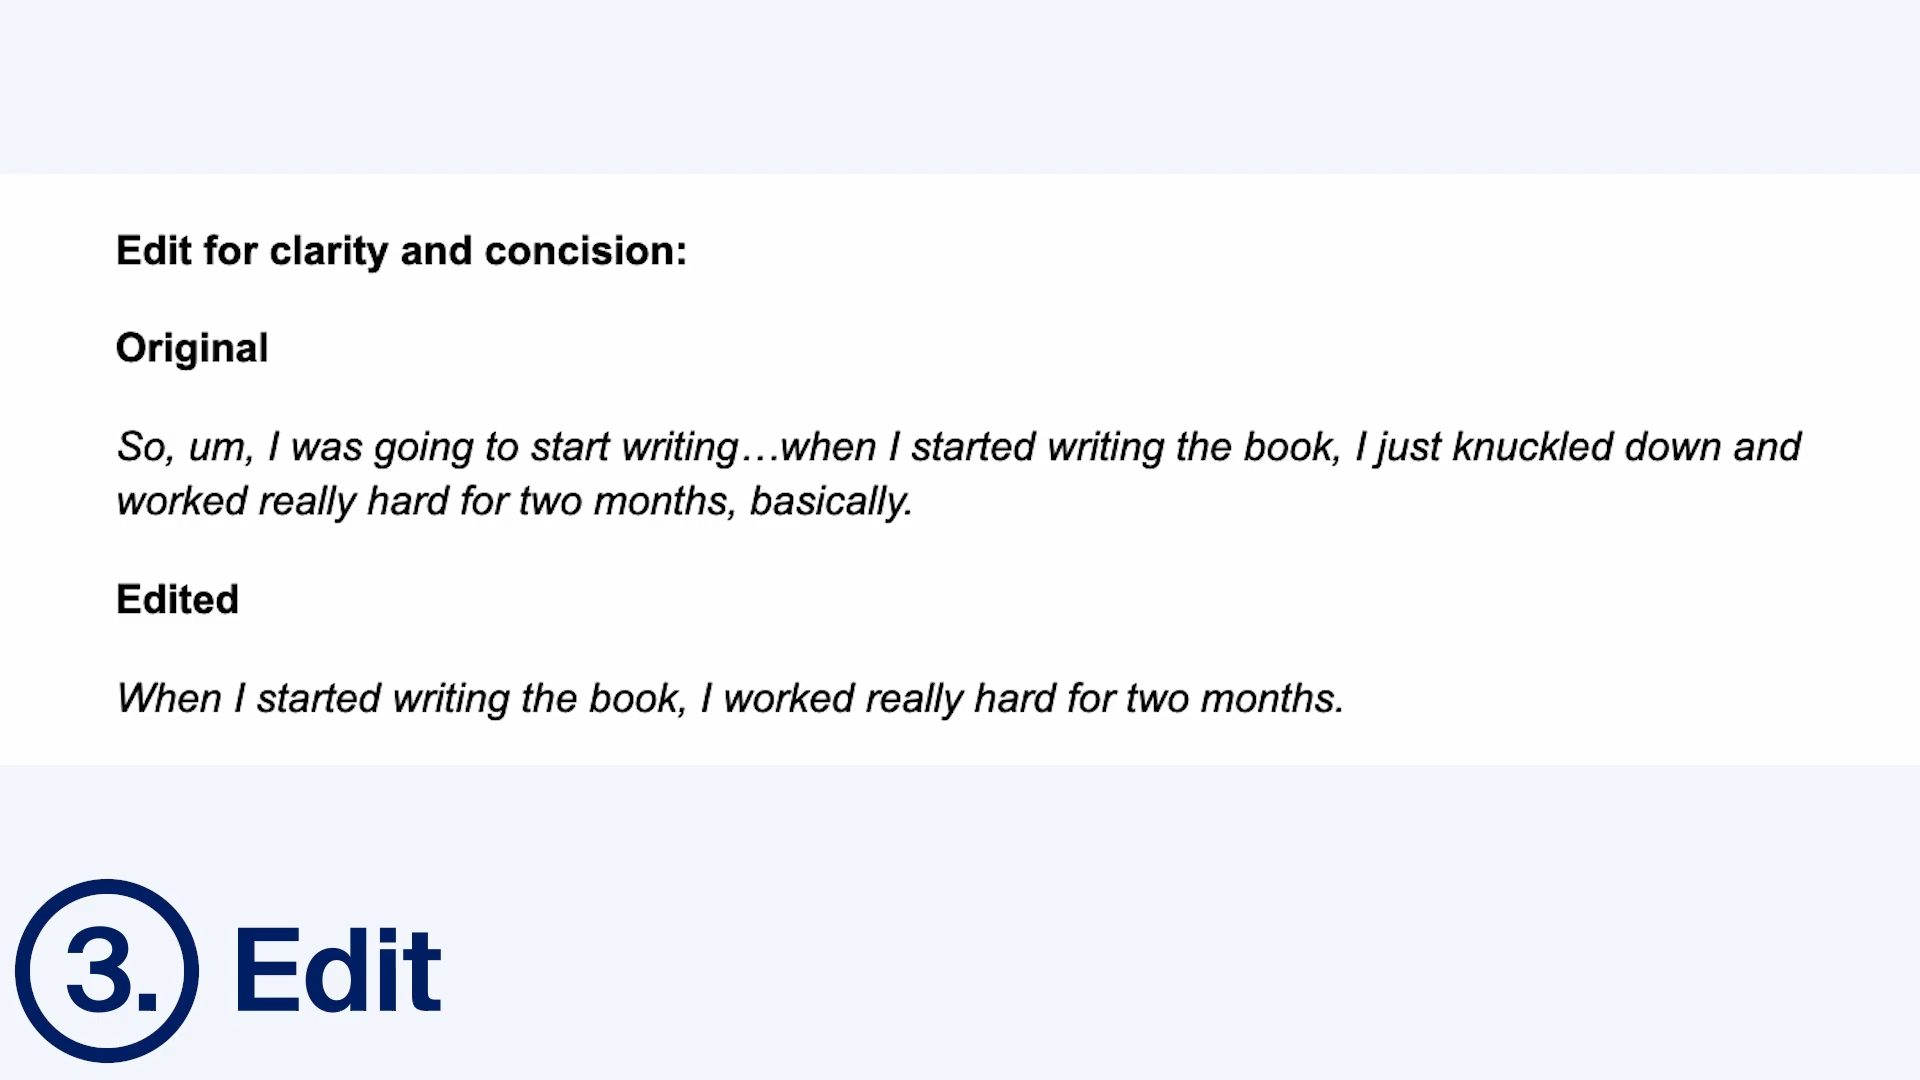 Edit for clarity and concision:
Original
So, um, I was going to start writing…when I started writing the book, I just knuckled down and
worked really hard for two months, basically.
Edited
When I started writing the book, I worked really hard for two months.
3. Edit